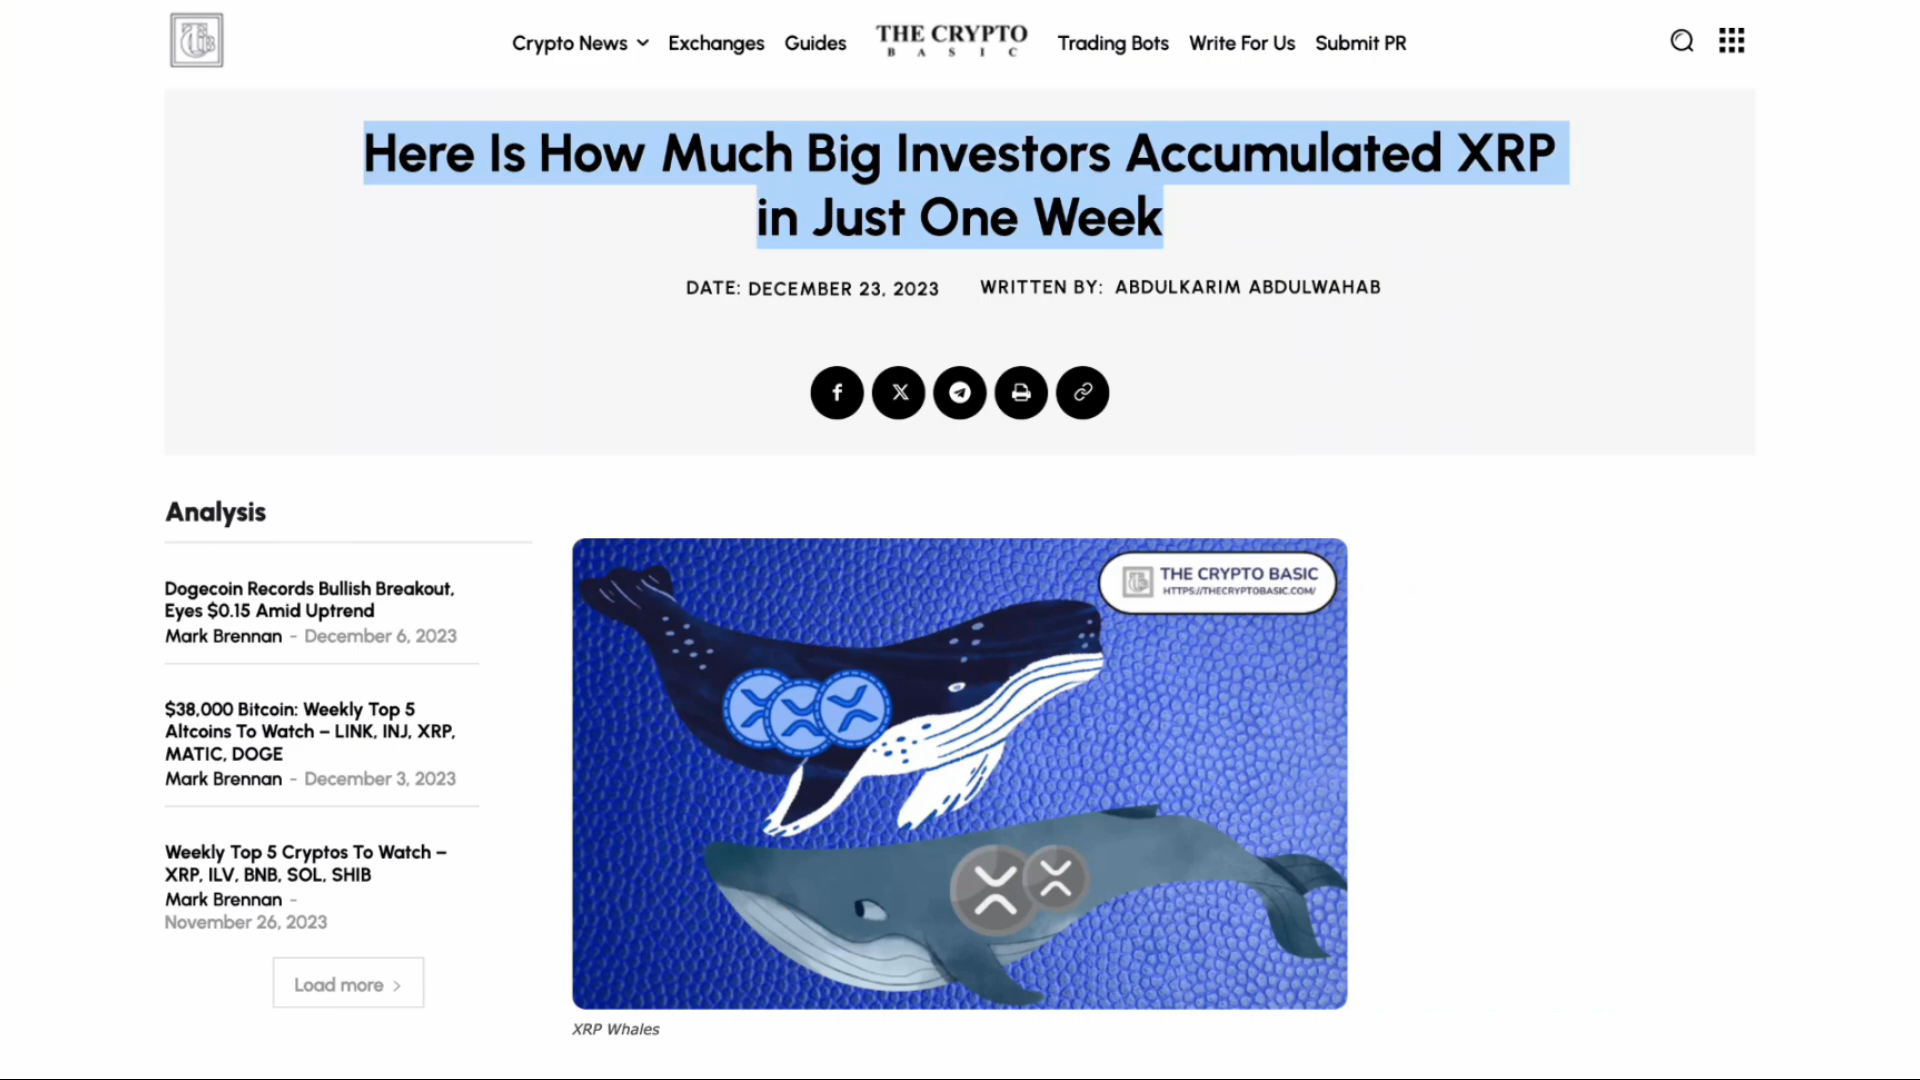 Crypto News
Exchanges
Guides
THE CRYPTO
BASIC
Trading Bots
Write For Us
Submit PR
Here Is How Much Big Investors Accumulated XRP
in Just One Week
DATE: DECEMBER 23, 2023
WRITTEN BY: ABDULKARIM ABDULWAHAB
Analysis
Dogecoin Records Bullish Breakout,
Eyes $0.15 Amid Uptrend
Mark Brennan - December 6, 2023
$38,000 Bitcoin: Weekly Top 5
Altcoins To Watch – LINK, INJ, XRP,
MATIC, DOGE
Mark Brennan - December 3, 2023
Weekly Top 5 Cryptos To Watch –
XRP, ILV, BNB, SOL, SHIB
Mark Brennan -
November 26, 2023
Load more
THE CRYPTO BASIC
HTTPS://THECRYPTOBASIC.COM/
XRP Whales